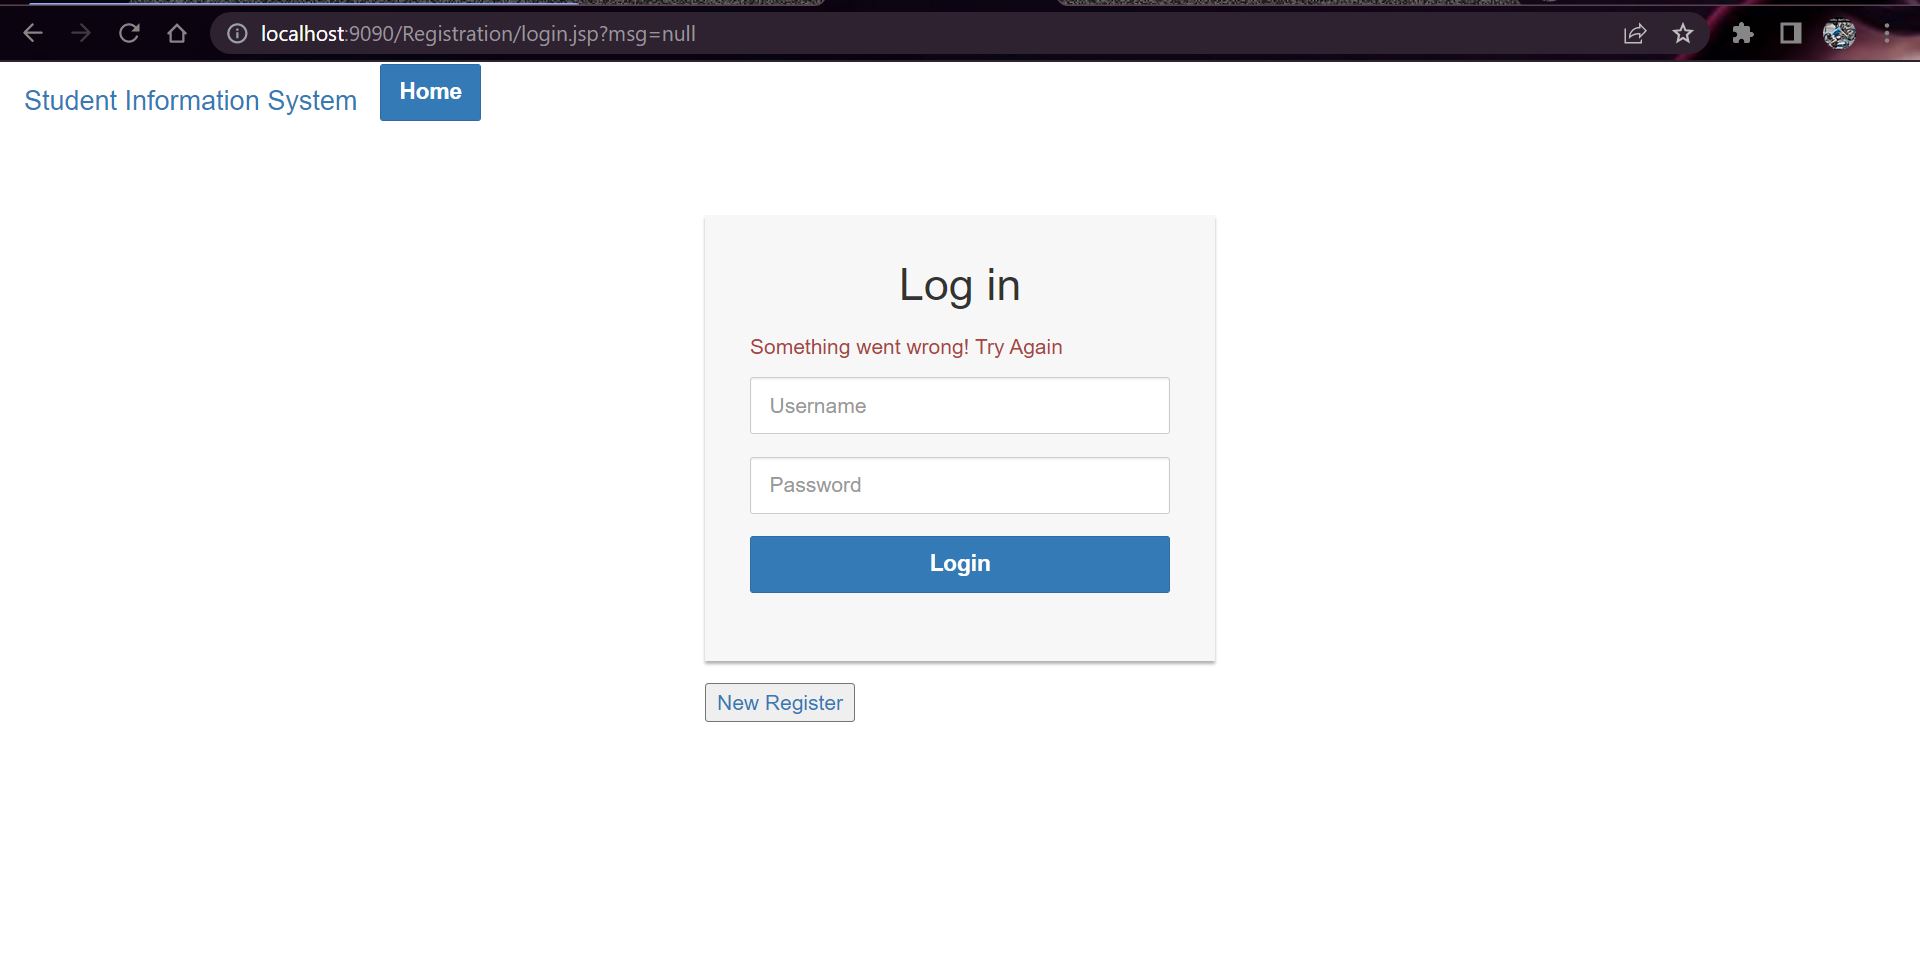 localhost:9090/Registration/login.jsp?msg=null
Student Information System Home
Log in
Something went wrong! Try Again
Username
Password
Login
New Register